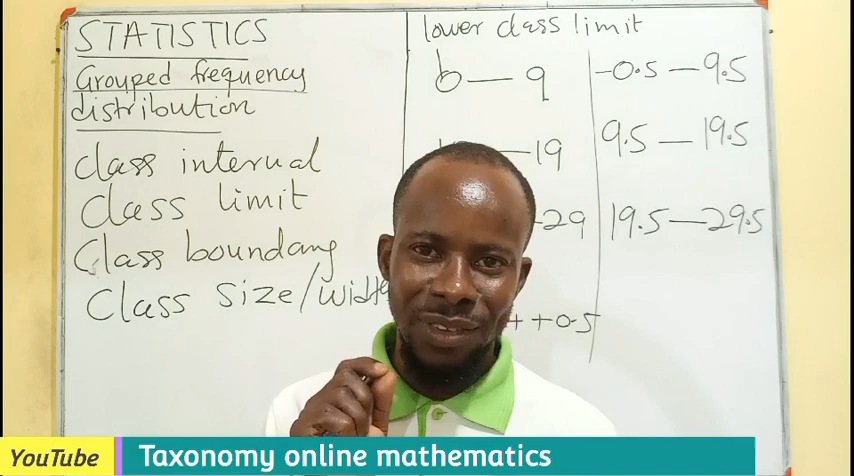 STATISTICS
Grouped frequency
distribution
class interval
Class limit
Class boundary
Class Size/width
lower class limit
0 — 9
— 19
-29
+ +0.5
-0.5 — 9.5
9.5 — 19.5
19.5 — 29.5
YouTube
Taxonomy online mathematics